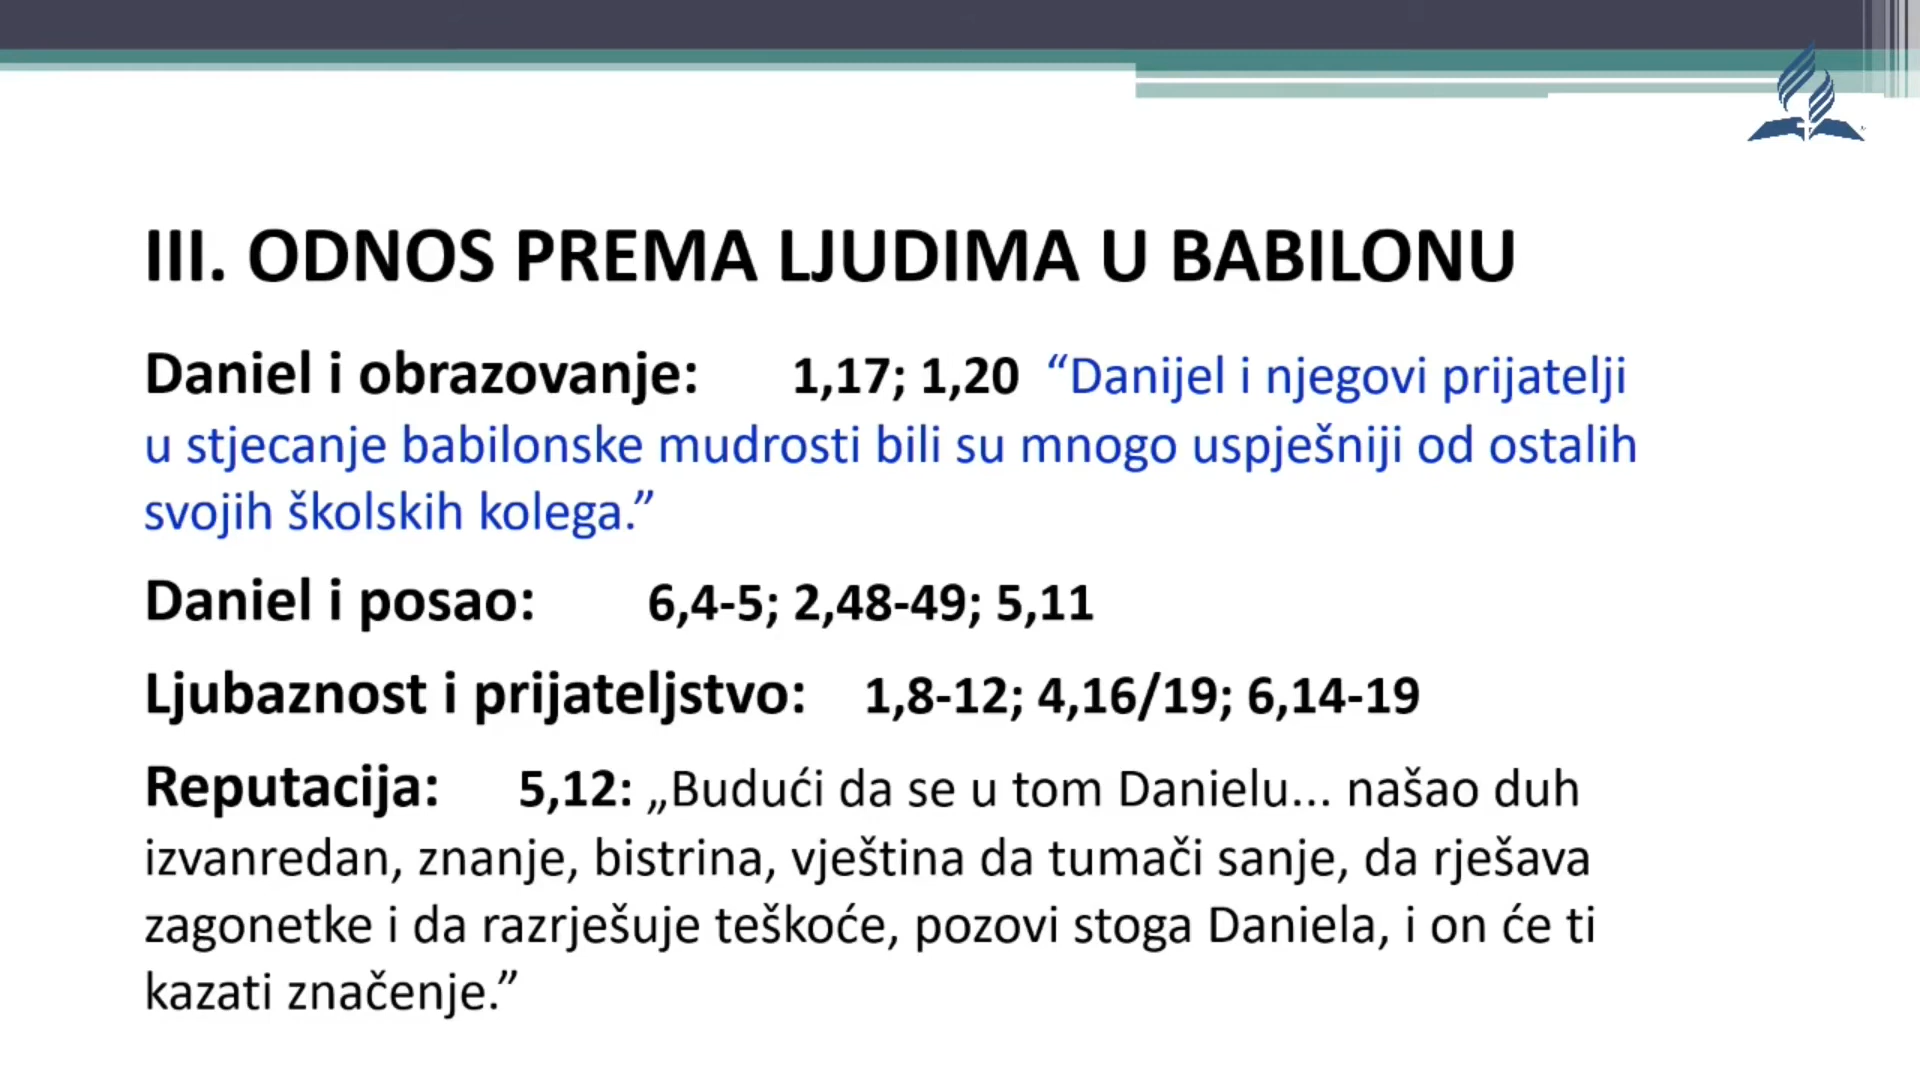 III. ODNOS PREMA LJUDIMA U BABILONU
Daniel i obrazovanje: 1,17; 1,20 “Danijel i njegovi prijatelji
u stjecanje babilonske mudrosti bili su mnogo uspješniji od ostalih
svojih školskih kolega.”
Daniel i posao: 6,4-5; 2,48-49; 5,11
Ljubaznost i prijateljstvo: 1,8-12; 4,16/19; 6,14-19
Reputacija: 5,12: „Budući da se u tom Danielu... našao duh
izvanredan, znanje, bistrina, vještina da tumači sanje, da rješava
zagonetke i da razrješuje teškoće, pozovi stoga Daniela, i on će ti
kazati značenje.”